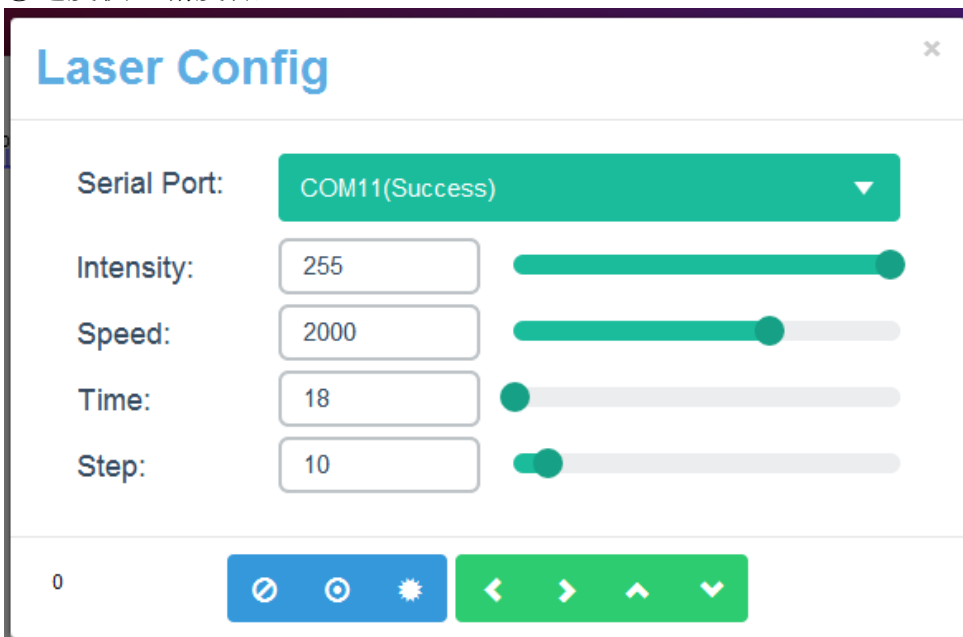 Laser Config
×
Serial Port: COM11(Success)
Intensity: 255
Speed: 2000
Time: 18
Step: 10
0